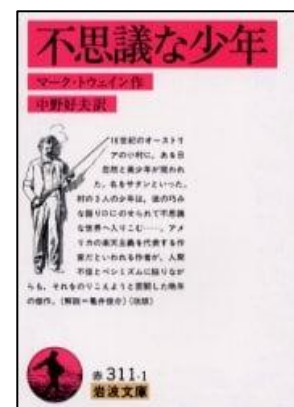 不思議な少年
マーク・トウェイン作
中野好夫訳
16世紀のオーストリ
アの小村に、ある日
忽然と美少年が現われ
た。名をサタンといった。
村の3人の少年は、彼の巧み
な語り口にのせられて不思議
な世界へ入りこむ……。アメ
リカの楽天主義を代表する作
家だといわれる作者が、人間
不信とペシミズムに陥りなが
らも、それをのりこえようと苦闘した晩年
の傑作。(解説=亀井俊介)〈改版〉
赤 311-1
岩波文庫